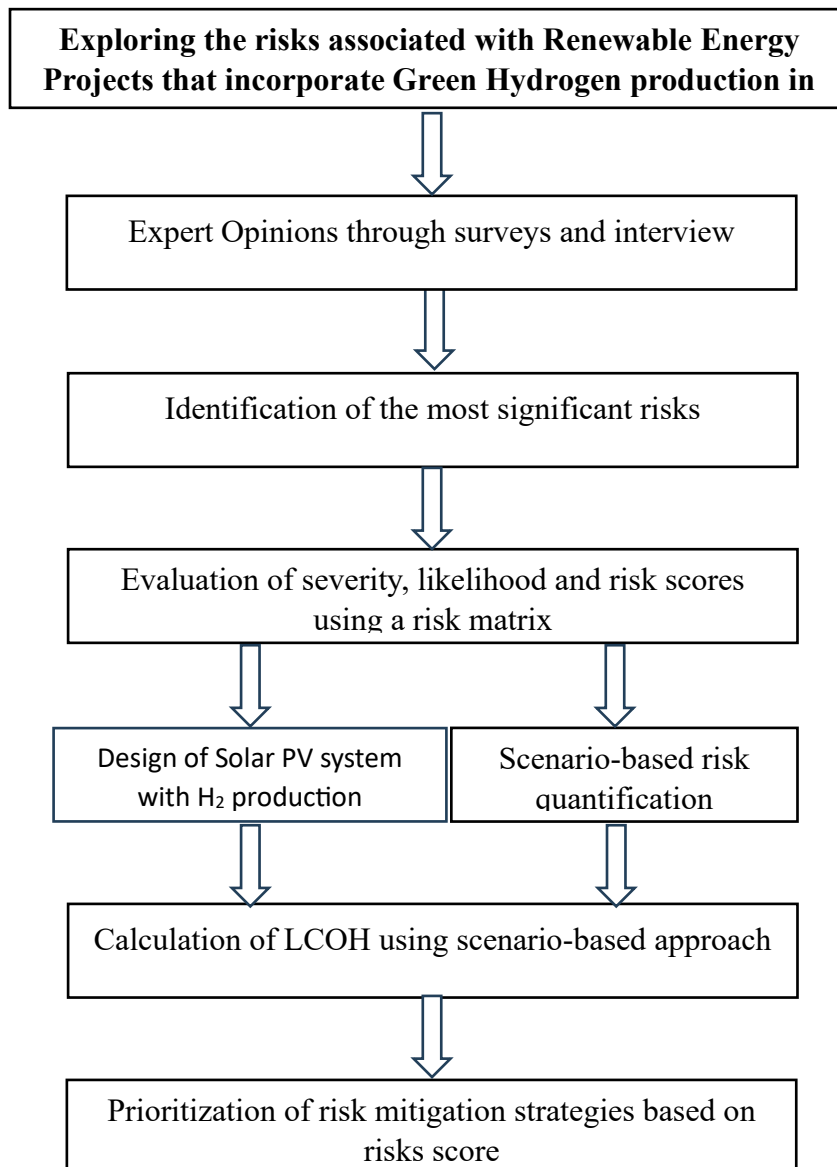 Exploring the risks associated with Renewable Energy
Projects that incorporate Green Hydrogen production in
Expert Opinions through surveys and interview
Identification of the most significant risks
Evaluation of severity, likelihood and risk scores
using a risk matrix
Design of Solar PV system
with H₂ production
Scenario-based risk
quantification
Calculation of LCOH using scenario-based approach
Prioritization of risk mitigation strategies based on
risks score